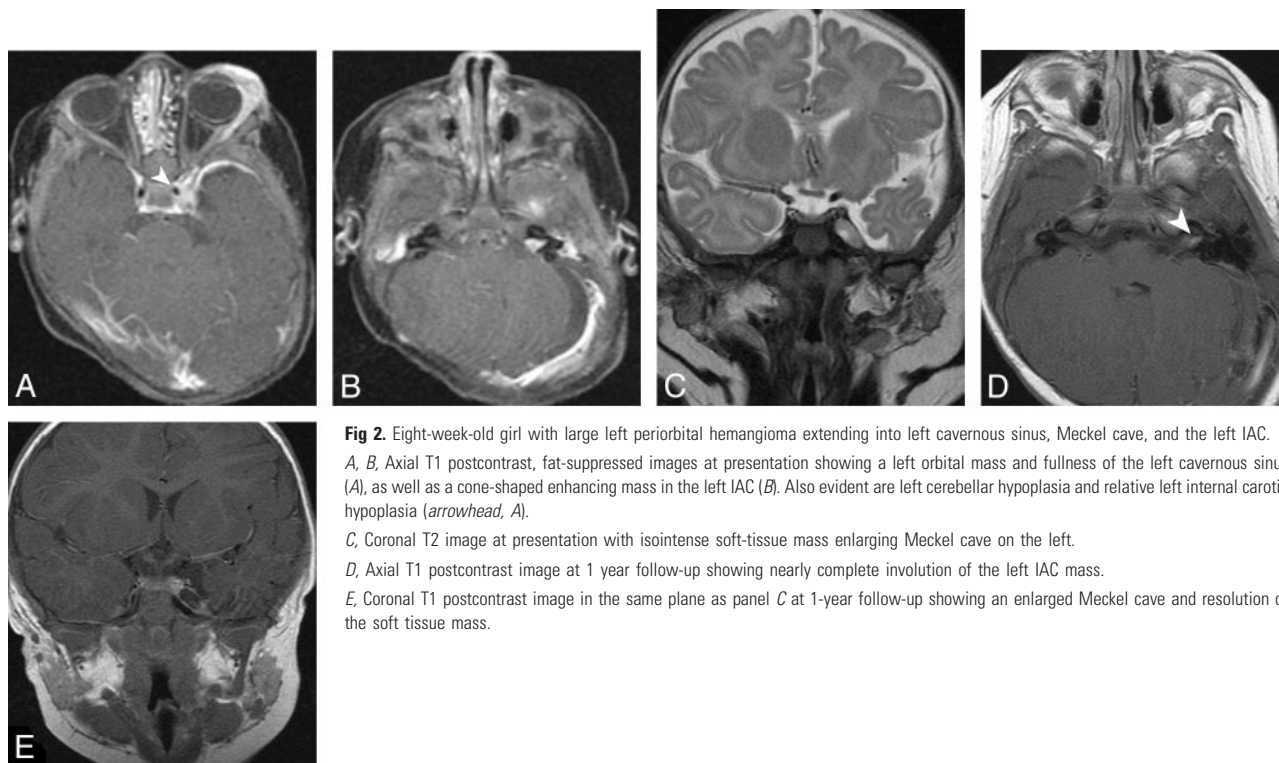 A
B
C
D
E
Fig 2. Eight-week-old girl with large left periorbital hemangioma extending into left cavernous sinus, Meckel cave, and the left IAC.
A, B, Axial T1 postcontrast, fat-suppressed images at presentation showing a left orbital mass and fullness of the left cavernous sinu
(A), as well as a cone-shaped enhancing mass in the left IAC (B). Also evident are left cerebellar hypoplasia and relative left internal caroti
hypoplasia (arrowhead, A).
C, Coronal T2 image at presentation with isointense soft-tissue mass enlarging Meckel cave on the left.
D, Axial T1 postcontrast image at 1 year follow-up showing nearly complete involution of the left IAC mass.
E, Coronal T1 postcontrast image in the same plane as panel C at 1-year follow-up showing an enlarged Meckel cave and resolution o
the soft tissue mass.